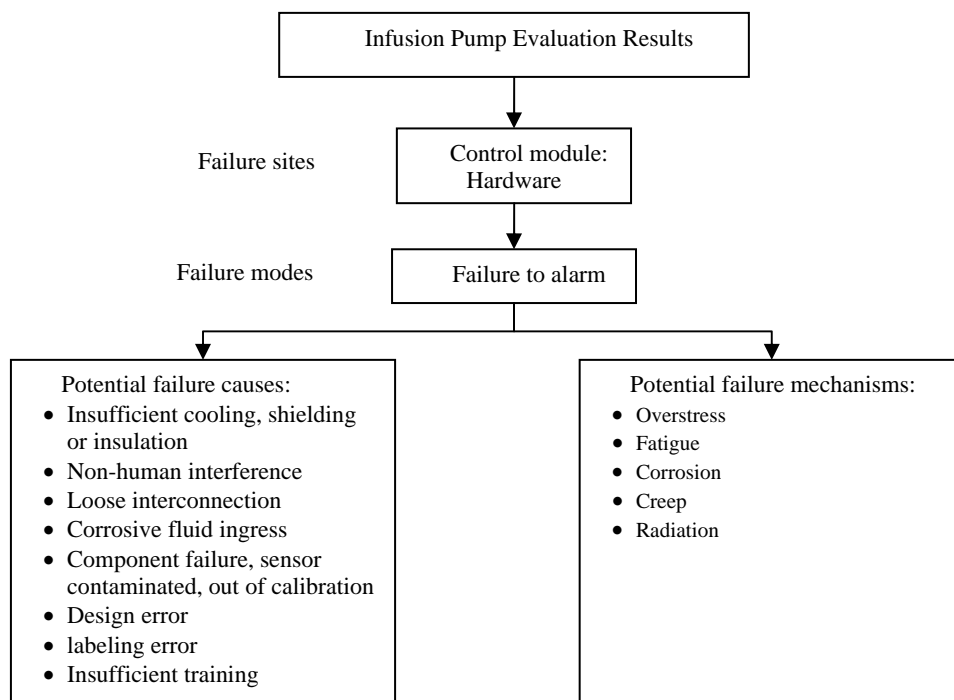 Infusion Pump Evaluation Results
Failure sites
Control module:
Hardware
Failure modes
Failure to alarm
Potential failure causes:
• Insufficient cooling, shielding
or insulation
• Non-human interference
• Loose interconnection
• Corrosive fluid ingress
• Component failure, sensor
contaminated, out of calibration
• Design error
• labeling error
• Insufficient training
Potential failure mechanisms:
• Overstress
• Fatigue
• Corrosion
• Creep
• Radiation